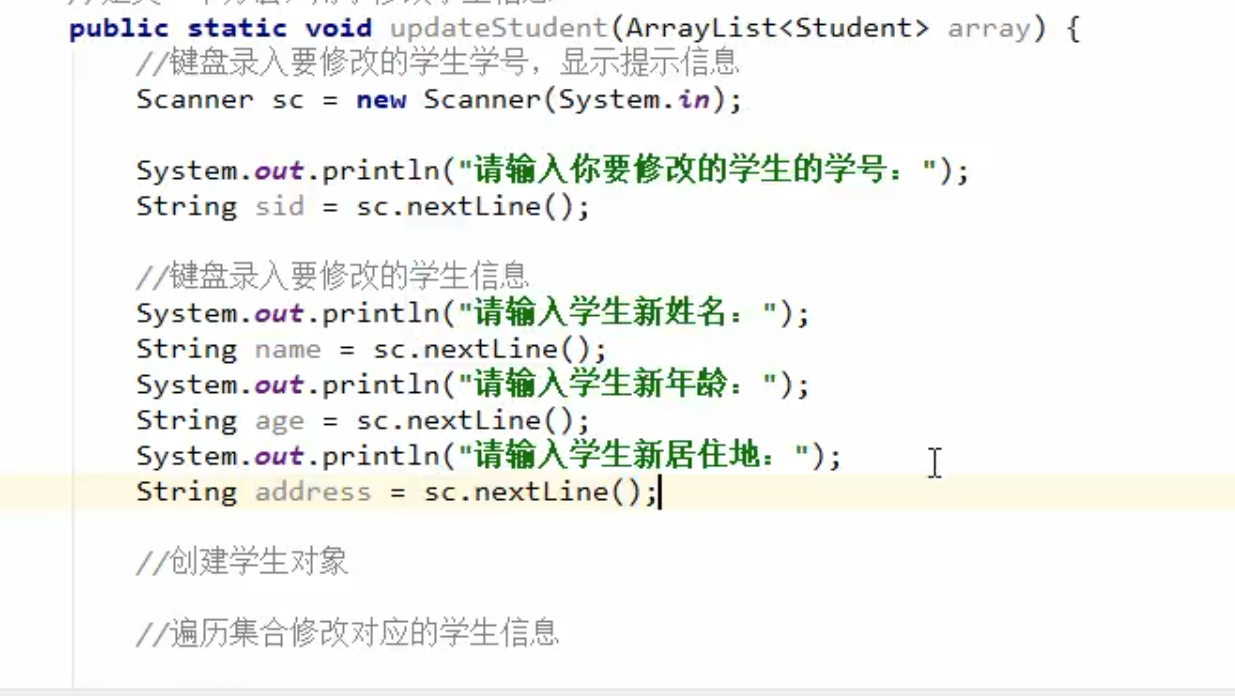 public static void updateStudent(ArrayList<Student> array) {
//键盘录入要修改的学生学号，显示提示信息
Scanner sc = new Scanner(System.in);
System.out.println("请输入你要修改的学生的学号：");
String sid = sc.nextLine();
//键盘录入要修改的学生信息
System.out.println("请输入学生新姓名：");
String name = sc.nextLine();
System.out.println("请输入学生新年龄：");
String age = sc.nextLine();
System.out.println("请输入学生新居住地：");
String address = sc.nextLine();
//创建学生对象
//遍历集合修改对应的学生信息